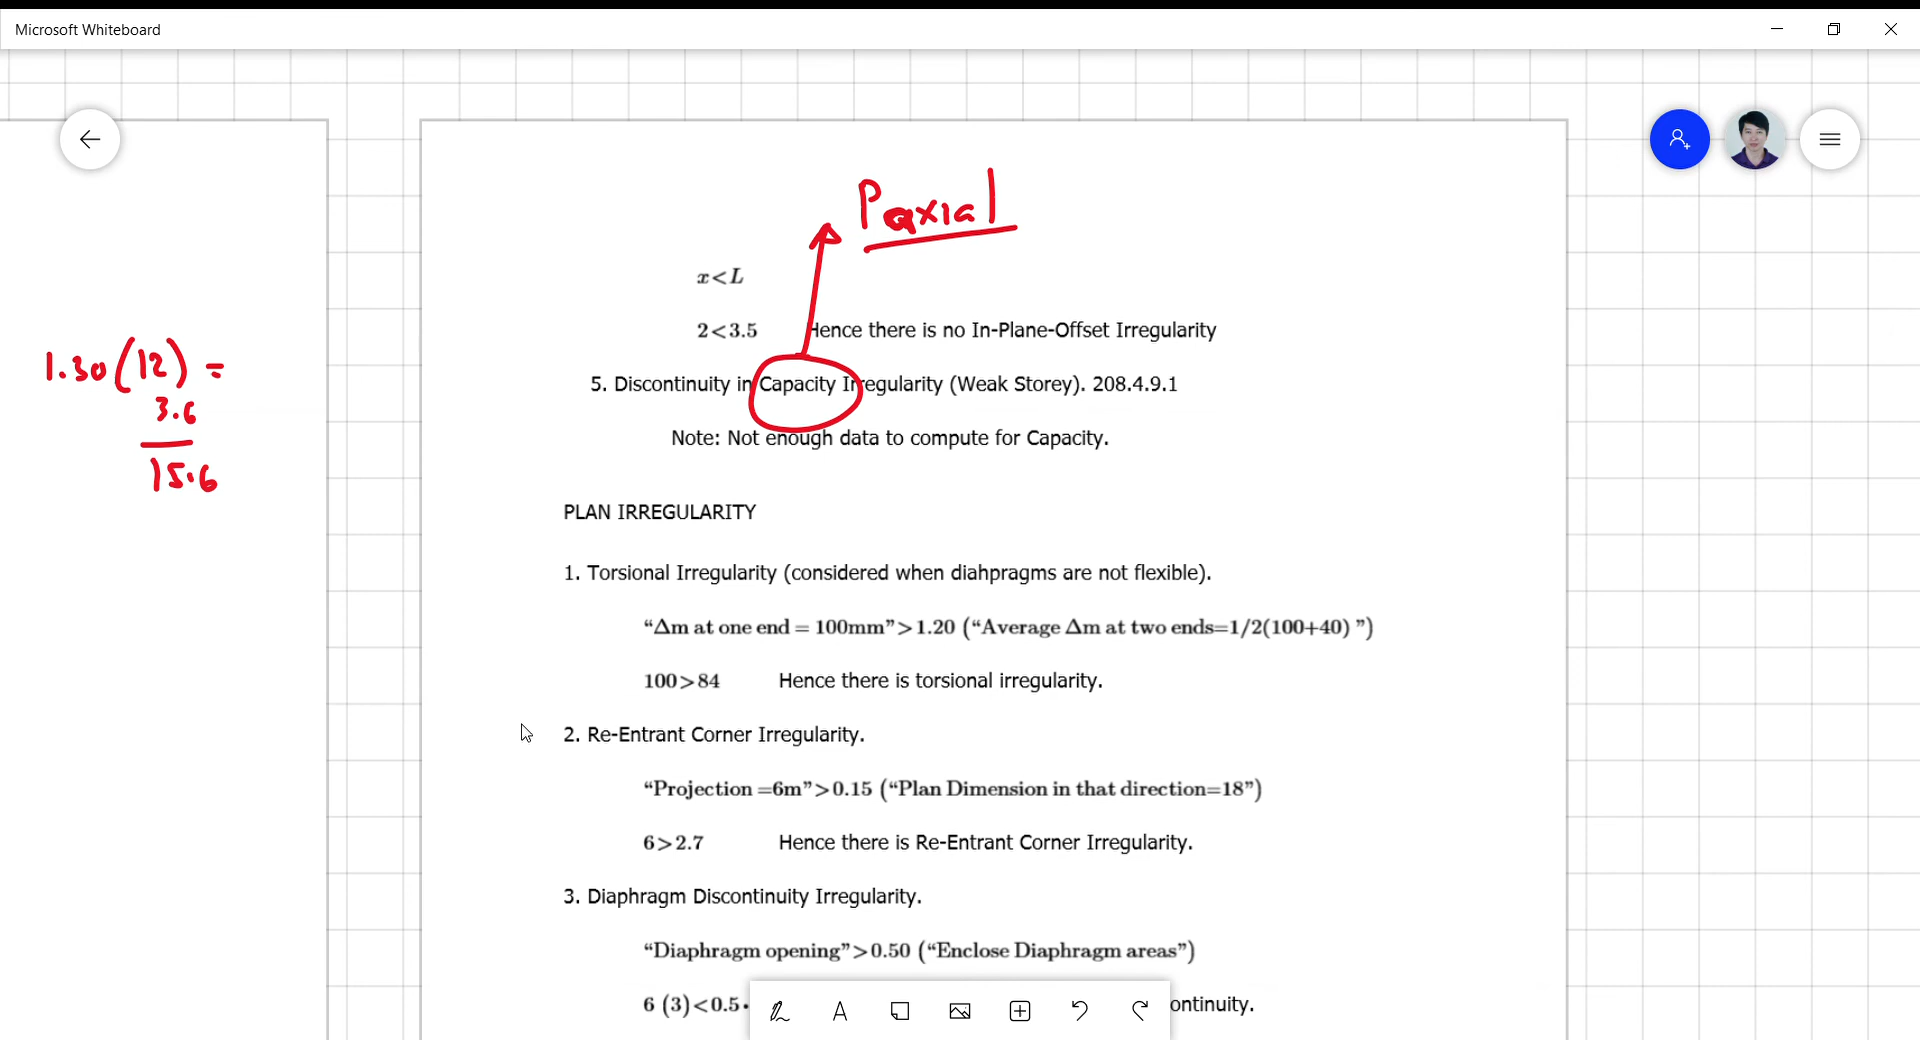 Microsoft Whiteboard
1.30(12) =
3.6
15.6
Paxial
x<L
2<3.5 Hence there is no In-Plane-Offset Irregularity
5. Discontinuity in Capacity Irregularity (Weak Storey). 208.4.9.1
Note: Not enough data to compute for Capacity.
PLAN IRREGULARITY
1. Torsional Irregularity (considered when diahpragms are not flexible).
“Δm at one end = 100mm”>1.20 (“Average Δm at two ends=1/2(100+40) ”)
100>84 Hence there is torsional irregularity.
2. Re-Entrant Corner Irregularity.
“Projection =6m”>0.15 (“Plan Dimension in that direction=18”)
6>2.7 Hence there is Re-Entrant Corner Irregularity.
3. Diaphragm Discontinuity Irregularity.
“Diaphragm opening”>0.50 (“Enclose Diaphragm areas”)
6 (3)<0.5• ontinuity.